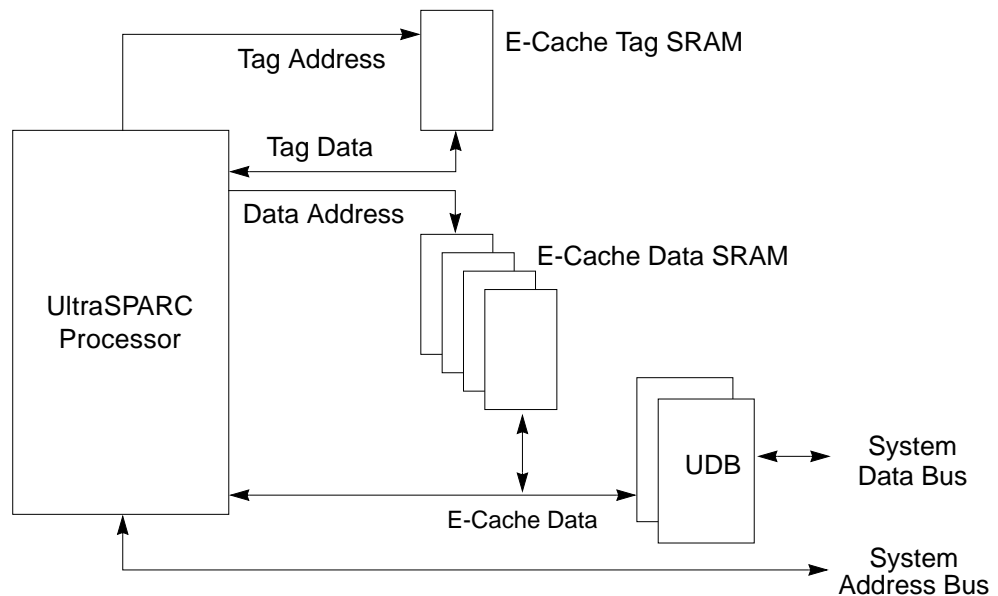 E-Cache Tag SRAM
Tag Address
Tag Data
Data Address
E-Cache Data SRAM
UltraSPARC
Processor
UDB
System
Data Bus
E-Cache Data
System
Address Bus